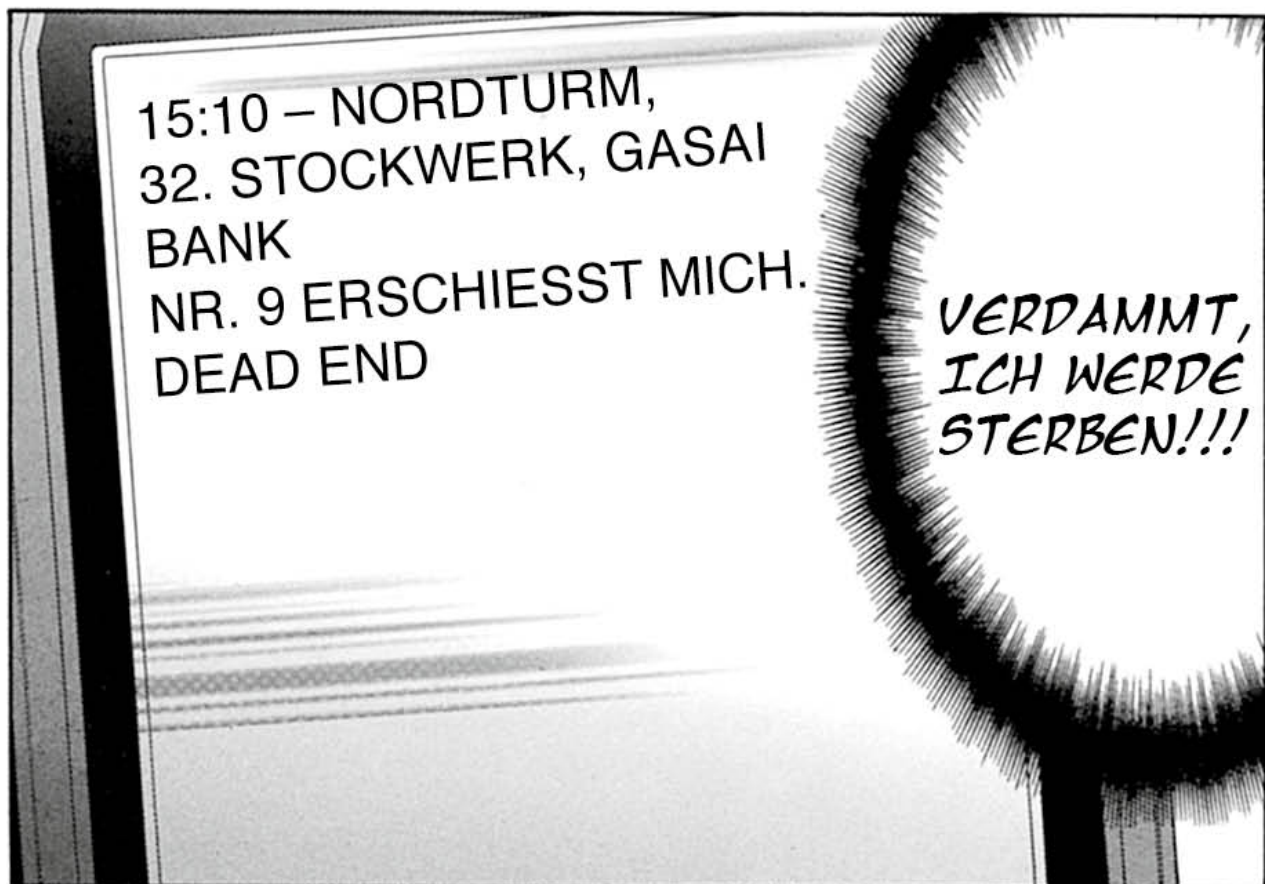 15:10 – NORDTURM,
32. STOCKWERK, GASAI
BANK
NR. 9 ERSCHIESST MICH.
DEAD END
VERDAMMT,
ICH WERDE
STERBEN!!!